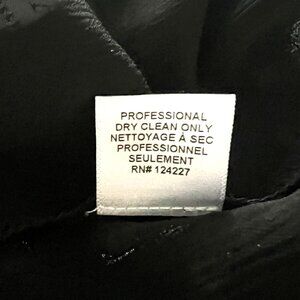 PROFESSIONAL
DRY CLEAN ONLY
NETTOYAGE À SEC
PROFESSIONNEL
SEULEMENT
RN# 124227